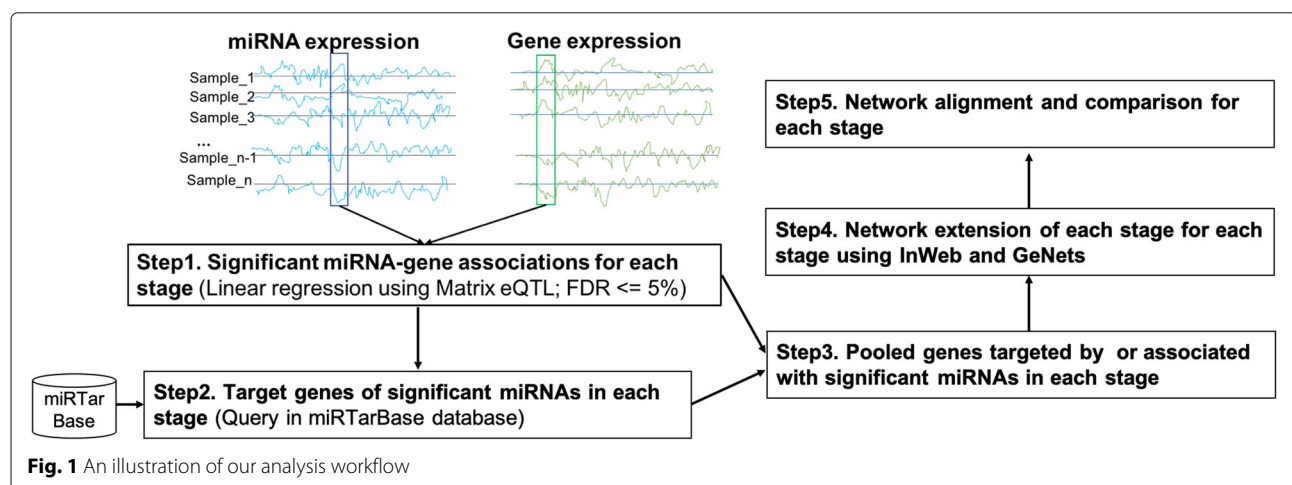 miRNA expression
Gene expression
Sample_1
Sample_2
Sample_3
...
Sample_n-1
Sample_n
Step1. Significant miRNA-gene associations for each
stage (Linear regression using Matrix eQTL; FDR <= 5%)
miRTar
Base
Step2. Target genes of significant miRNAs in each
stage (Query in miRTarBase database)
Step3. Pooled genes targeted by or associated
with significant miRNAs in each stage
Step4. Network extension of each stage for each
stage using InWeb and GeNets
Step5. Network alignment and comparison for
each stage
Fig. 1 An illustration of our analysis workflow